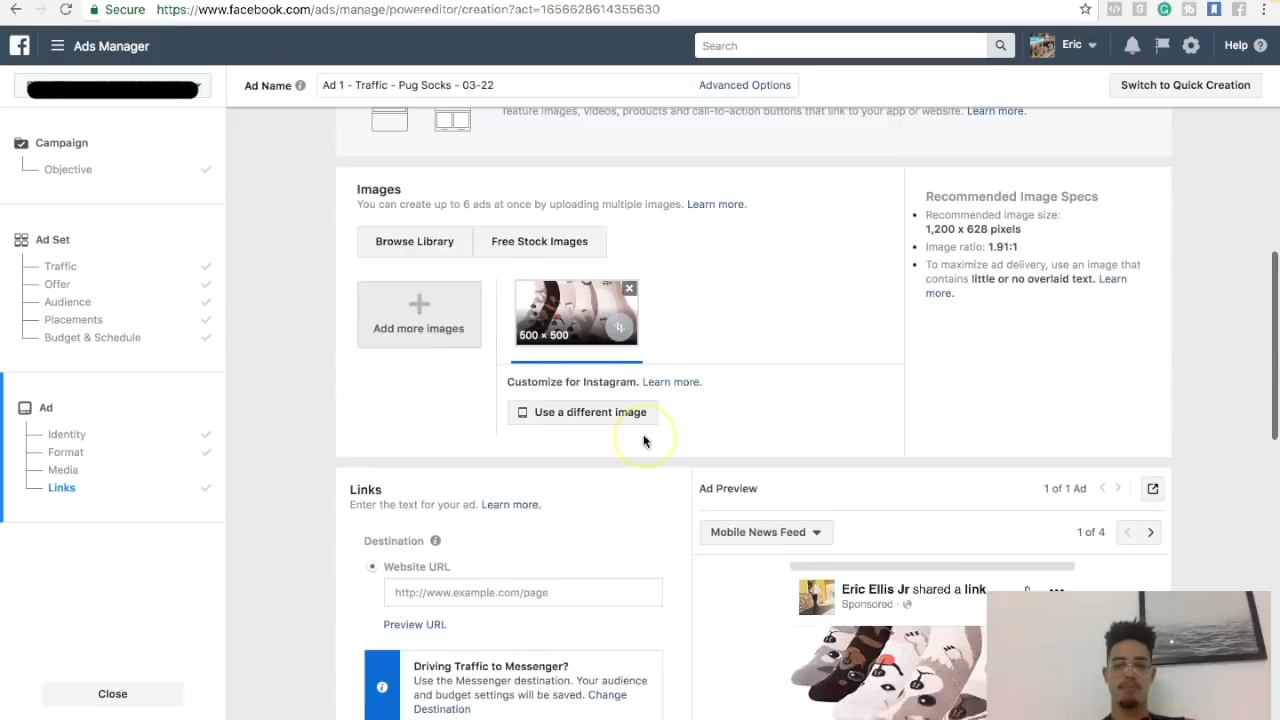 Secure https://www.facebook.com/ads/manage/powereditor/creation?act=1656628614355630
Ads Manager
Search
Eric
Help
Ad Name
Ad 1 - Traffic - Pug Socks - 03-22
Advanced Options
Switch to Quick Creation
Campaign
Objective
Ad Set
Traffic
Offer
Audience
Placements
Budget & Schedule
Ad
Identity
Format
Media
Links
Close
feature images, videos, products and call-to-action buttons that link to your app or website. Learn more.
Images
You can create up to 6 ads at once by uploading multiple images. Learn more.
Browse Library
Free Stock Images
Add more images
500 × 500
Customize for Instagram. Learn more.
Use a different image
Recommended Image Specs
Recommended image size:
1,200 x 628 pixels
Image ratio: 1.91:1
To maximize ad delivery, use an image that
contains little or no overlaid text. Learn
more.
Links
Enter the text for your ad. Learn more.
Destination
Website URL
http://www.example.com/page
Preview URL
Driving Traffic to Messenger?
Use the Messenger destination. Your audience
and budget settings will be saved. Change
Destination
Ad Preview
1 of 1 Ad
Mobile News Feed
1 of 4
Eric Ellis Jr shared a link
Sponsored